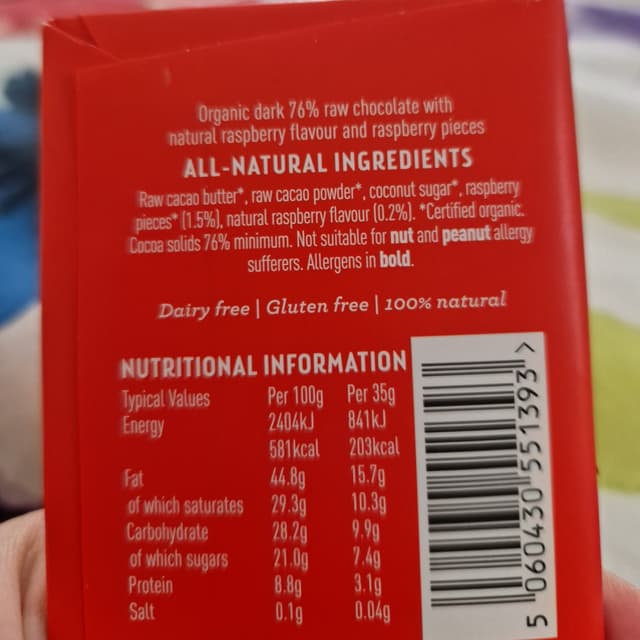 Organic dark 76% raw chocolate with
natural raspberry flavour and raspberry pieces
ALL-NATURAL INGREDIENTS
Raw cacao butter*, raw cacao powder*, coconut sugar*, raspberry
pieces* (1.5%), natural raspberry flavour (0.2%). *Certified organic.
Cocoa solids 76% minimum. Not suitable for nut and peanut allergy
sufferers. Allergens in bold.
Dairy free | Gluten free | 100% natural
NUTRITIONAL INFORMATION
Typical Values Per 100g Per 35g
Energy 2404kJ 841kJ
581kcal 203kcal
Fat 44.8g 15.7g
of which saturates 29.3g 10.3g
Carbohydrate 28.2g 9.9g
of which sugars 21.0g 7.4g
Protein 8.8g 3.1g
Salt 0.1g 0.04g
5 060430 551393 >